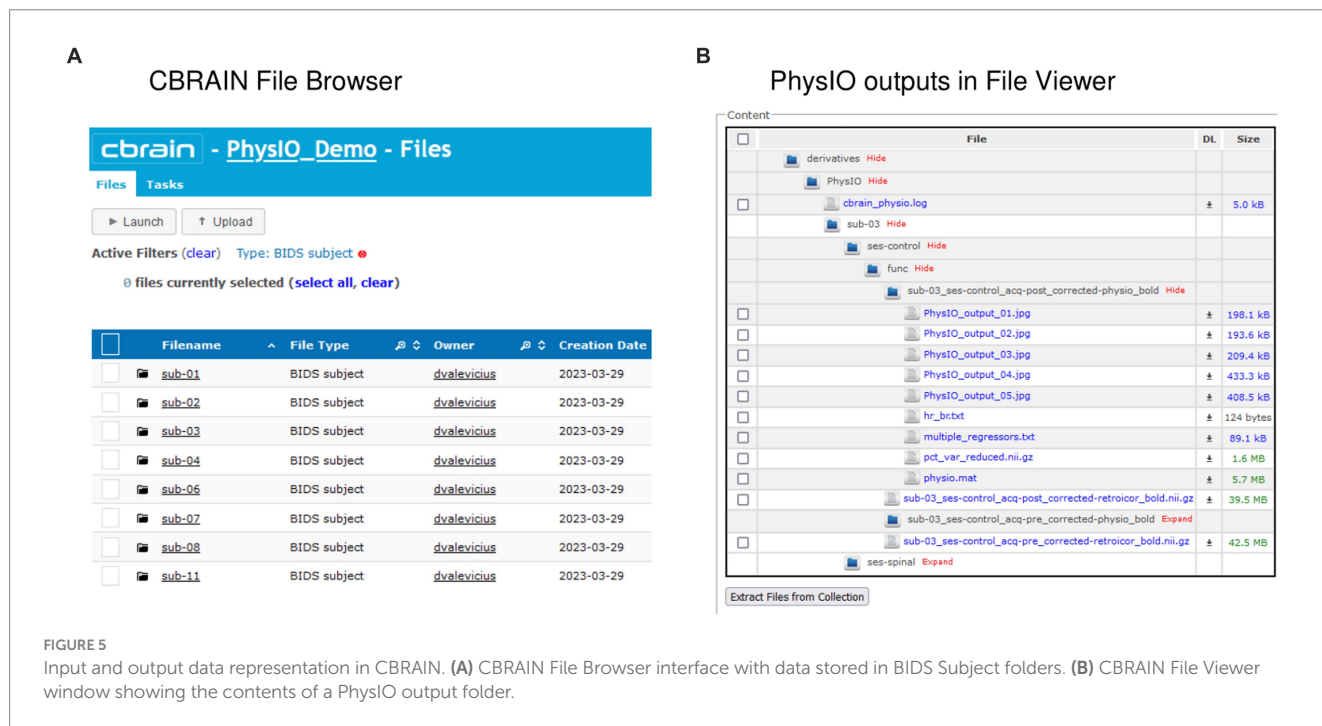 A
CBRAIN File Browser
cbrain - PhysIO_Demo - Files
Files Tasks
Launch Upload
Active Filters (clear) Type: BIDS subject
0 files currently selected (select all, clear)
Filename File Type Owner Creation Date
sub-01 BIDS subject dvalevicius 2023-03-29
sub-02 BIDS subject dvalevicius 2023-03-29
sub-03 BIDS subject dvalevicius 2023-03-29
sub-04 BIDS subject dvalevicius 2023-03-29
sub-06 BIDS subject dvalevicius 2023-03-29
sub-07 BIDS subject dvalevicius 2023-03-29
sub-08 BIDS subject dvalevicius 2023-03-29
sub-11 BIDS subject dvalevicius 2023-03-29
B
PhysIO outputs in File Viewer
Content
File DL Size
derivatives Hide
PhysIO Hide
cbrain_physio.log 5.0 kB
sub-03 Hide
ses-control Hide
func Hide
sub-03_ses-control_acq-post_corrected-physio_bold Hide
PhysIO_output_01.jpg 198.1 kB
PhysIO_output_02.jpg 193.6 kB
PhysIO_output_03.jpg 209.4 kB
PhysIO_output_04.jpg 433.3 kB
PhysIO_output_05.jpg 408.5 kB
hr_br.txt 124 bytes
multiple_regressors.txt 89.1 kB
pct_var_reduced.nii.gz 1.6 MB
physio.mat 5.7 MB
sub-03_ses-control_acq-post_corrected-retroicor_bold.nii.gz 39.5 MB
sub-03_ses-control_acq-pre_corrected-physio_bold Expand
sub-03_ses-control_acq-pre_corrected-retroicor_bold.nii.gz 42.5 MB
ses-spinal Expand
Extract Files from Collection
FIGURE 5
Input and output data representation in CBRAIN. (A) CBRAIN File Browser interface with data stored in BIDS Subject folders. (B) CBRAIN File Viewer
window showing the contents of a PhysIO output folder.